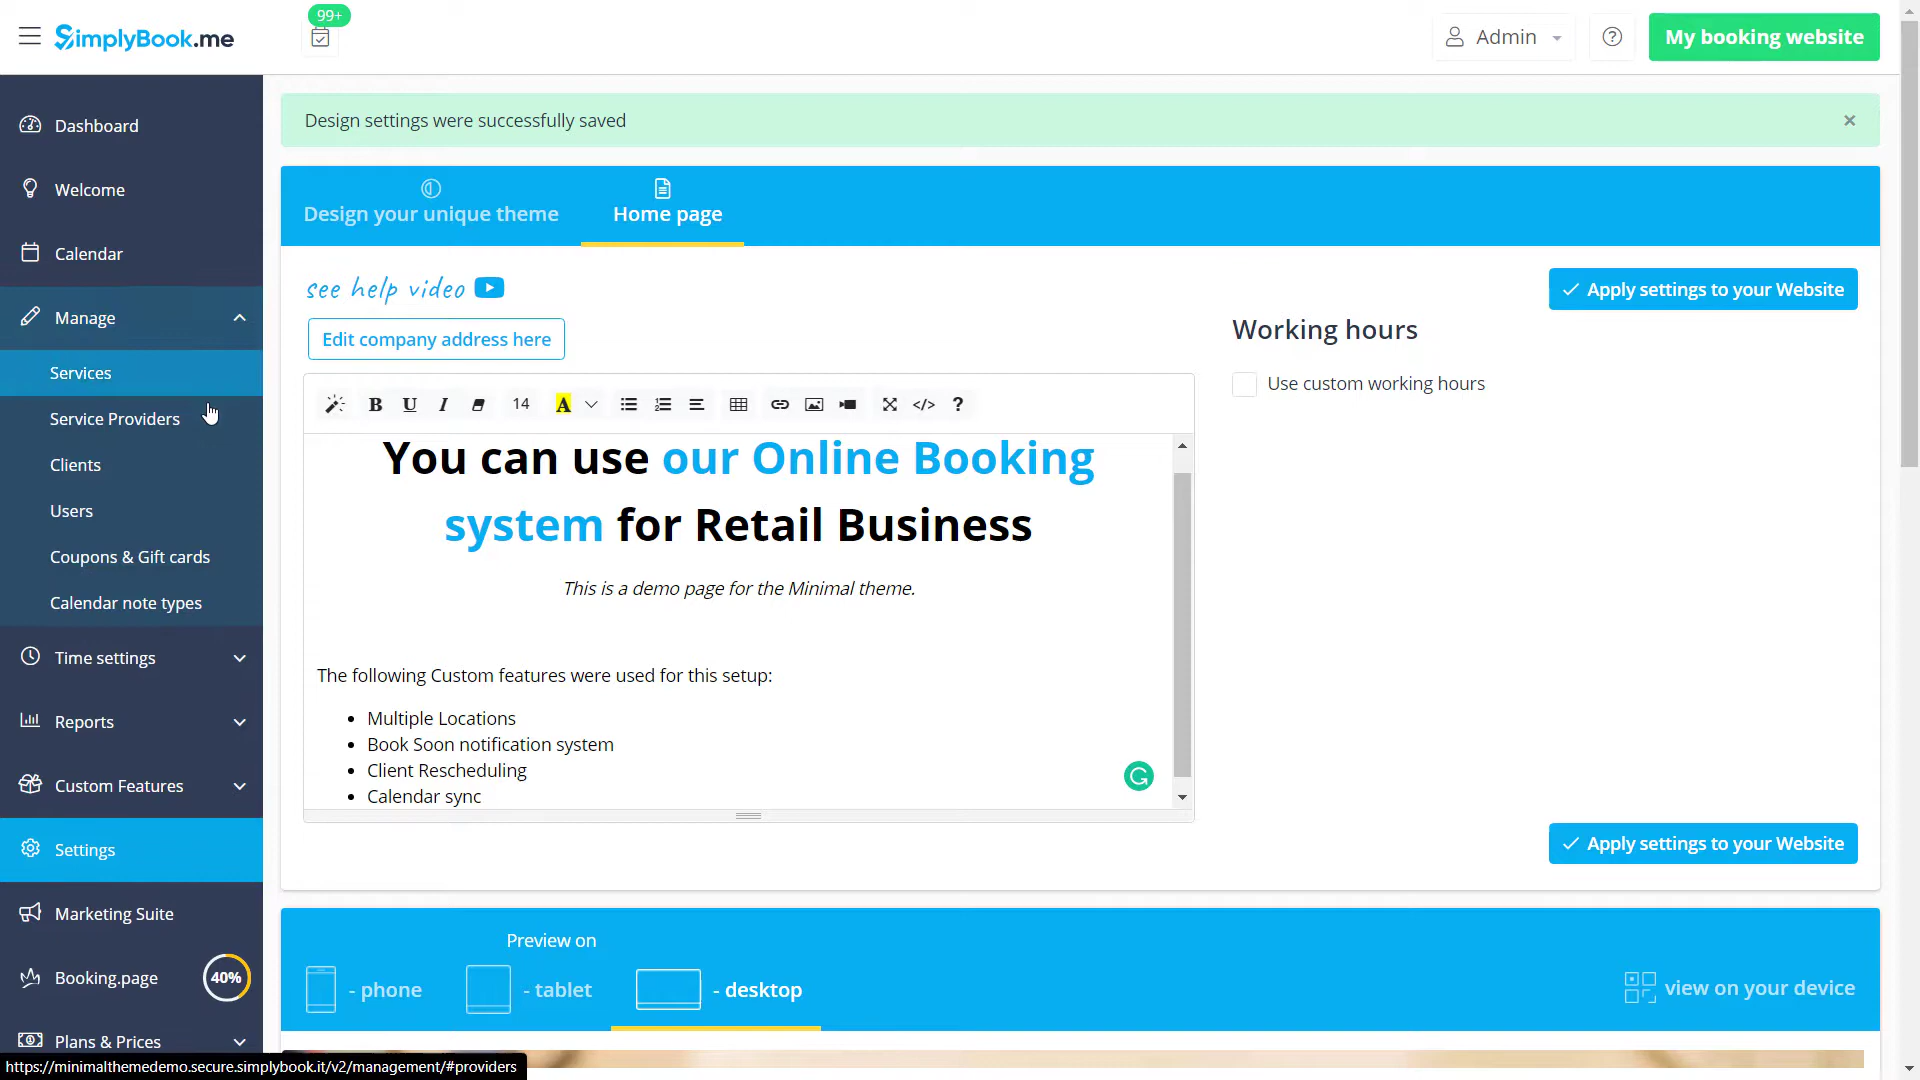 99+
SimplyBook.me
Admin
My booking website
Dashboard
Welcome
Calendar
Manage
Services
Service Providers
Clients
Users
Coupons & Gift cards
Calendar note types
Time settings
Reports
Custom Features
Settings
Marketing Suite
Booking.page
40%
Plans & Prices
Design settings were successfully saved
×
Design your unique theme
Home page
see help video
Apply settings to your Website
Edit company address here
Working hours
Use custom working hours
B U I 14 A </> ?
You can use our Online Booking
system for Retail Business
This is a demo page for the Minimal theme.
The following Custom features were used for this setup:
• Multiple Locations
• Book Soon notification system
• Client Rescheduling
• Calendar sync
Apply settings to your Website
Preview on
- phone
- tablet
- desktop
view on your device
https://minimalthemedemo.secure.simplybook.it/v2/management/#providers